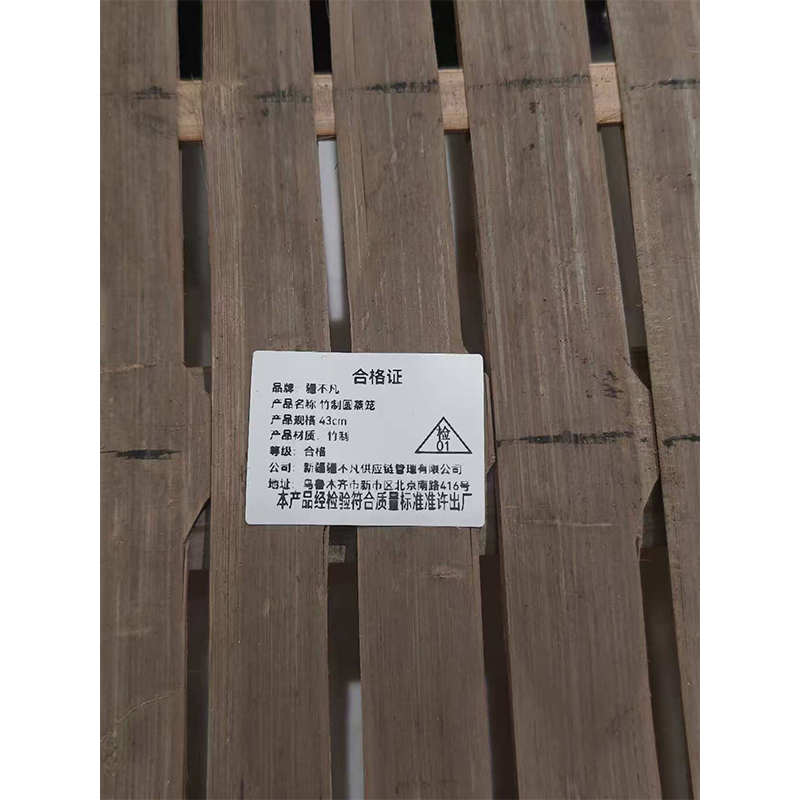 合格证
品牌：疆不凡
产品名称 竹制圆蒸笼
产品规格 43cm
产品材质：竹制
等级：合格
检
01
公司：新疆疆不凡供应链管理有限公司
地址：乌鲁木齐市新市区北京南路416号
本产品经检验符合质量标准准许出厂